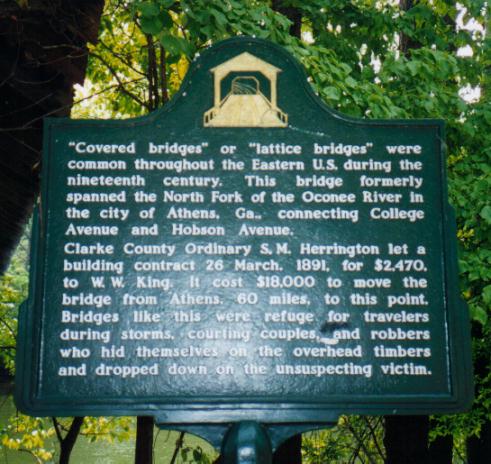 "Covered bridges" or "lattice bridges" were
common throughout the Eastern U.S. during the
nineteenth century. This bridge formerly
spanned the North Fork of the Oconee River in
the city of Athens, Ga., connecting College
Avenue and Hobson Avenue.
Clarke County Ordinary S.M. Herrington let a
building contract 26 March, 1891, for $2,470,
to W.W. King. It cost $18,000 to move the
bridge from Athens, 60 miles, to this point.
Bridges like this were refuge for travelers
during storms, courting couples, and robbers
who hid themselves on the overhead timbers
and dropped down on the unsuspecting victim.